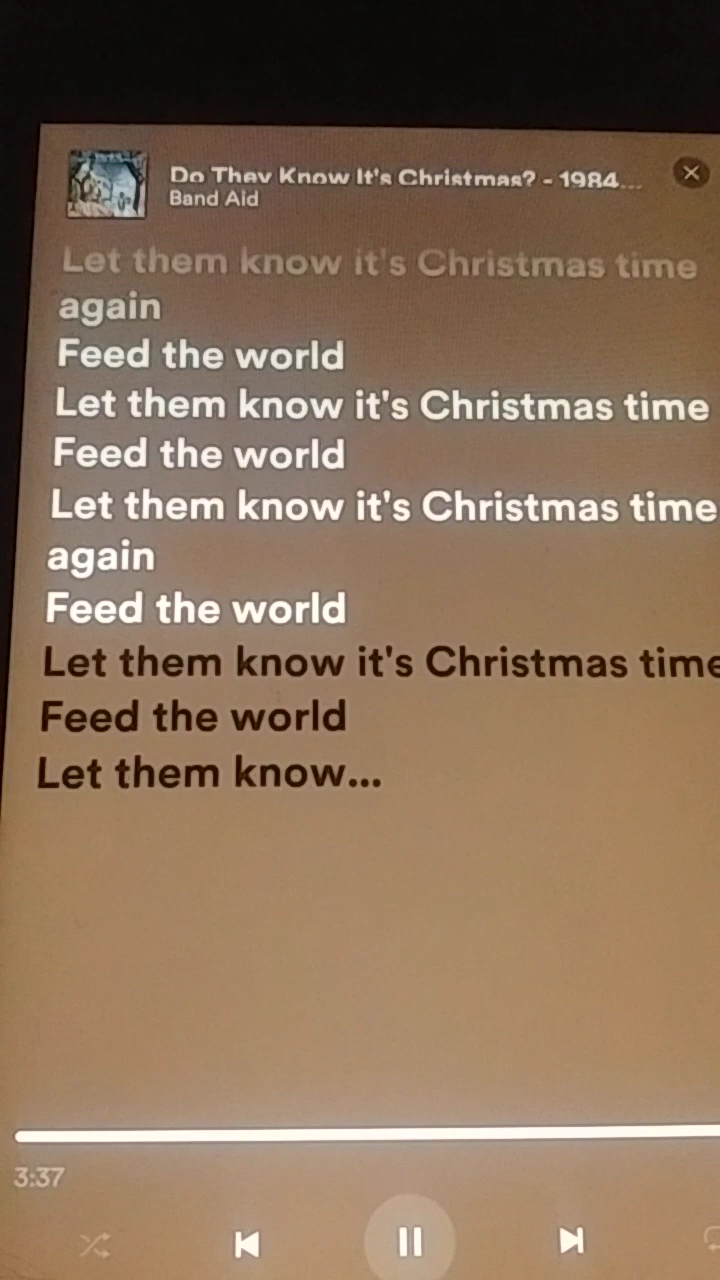 Do They Know It's Christmas? - 1984...
Band Aid
Let them know it's Christmas time
again
Feed the world
Let them know it's Christmas time
Feed the world
Let them know it's Christmas time
again
Feed the world
Let them know it's Christmas time
Feed the world
Let them know...
3:37